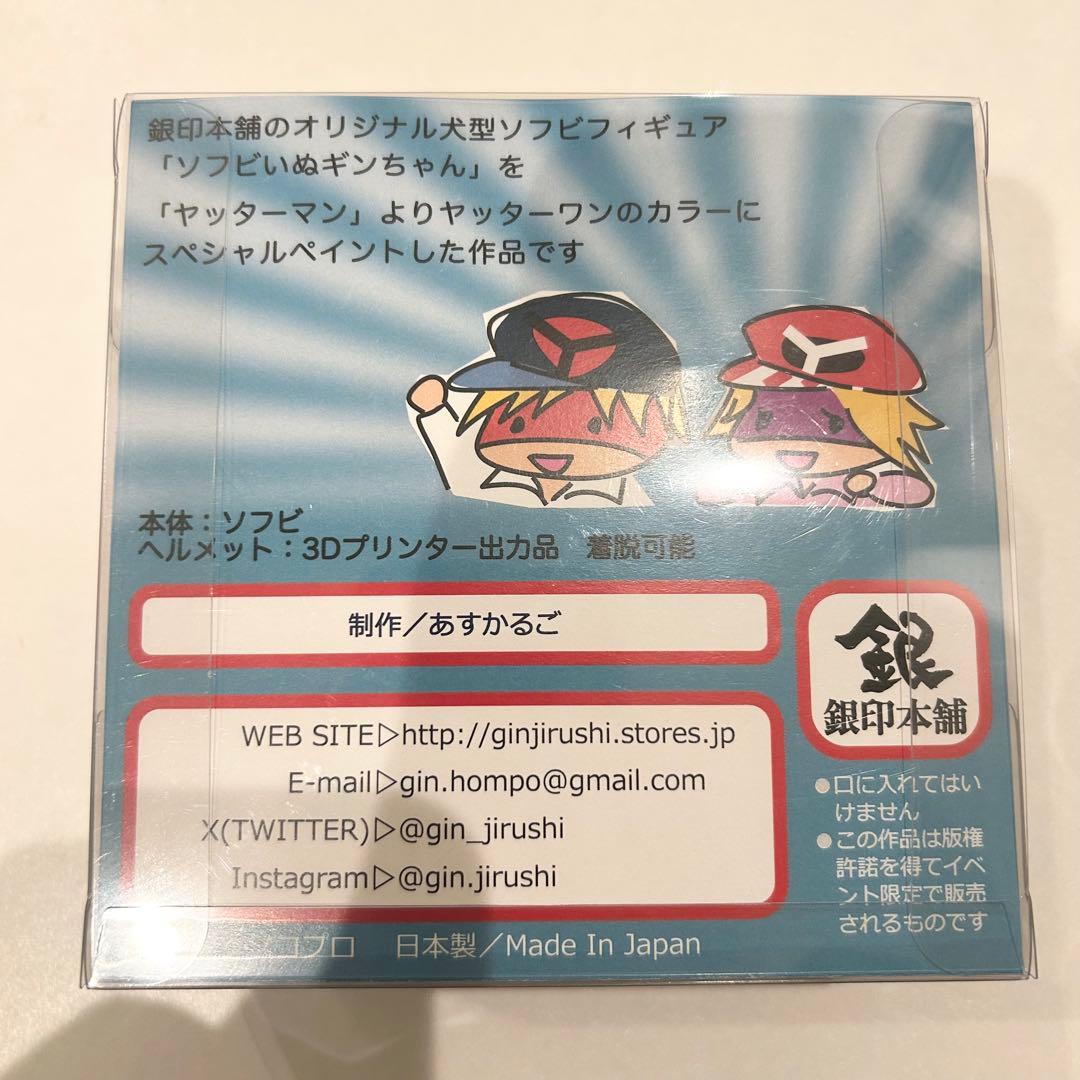 銀印本舗のオリジナル犬型ソフビフィギュア
「ソフビいぬギンちゃん」を
「ヤッターマン」よりヤッターワンのカラーに
スペシャルペイントした作品です
本体：ソフビ
ヘルメット：3Dプリンター出力品　着脱可能
制作／あすかるご
銀
銀印本舗
WEB SITE▷http://ginjirushi.stores.jp
E-mail▷gin.hompo@gmail.com
X(TWITTER)▷@gin_jirushi
Instagram▷@gin.jirushi
●口に入れてはい
けません
●この作品は版権
許諾を得てイベ
ント限定で販売
されるものです
コプロ　日本製／Made In Japan